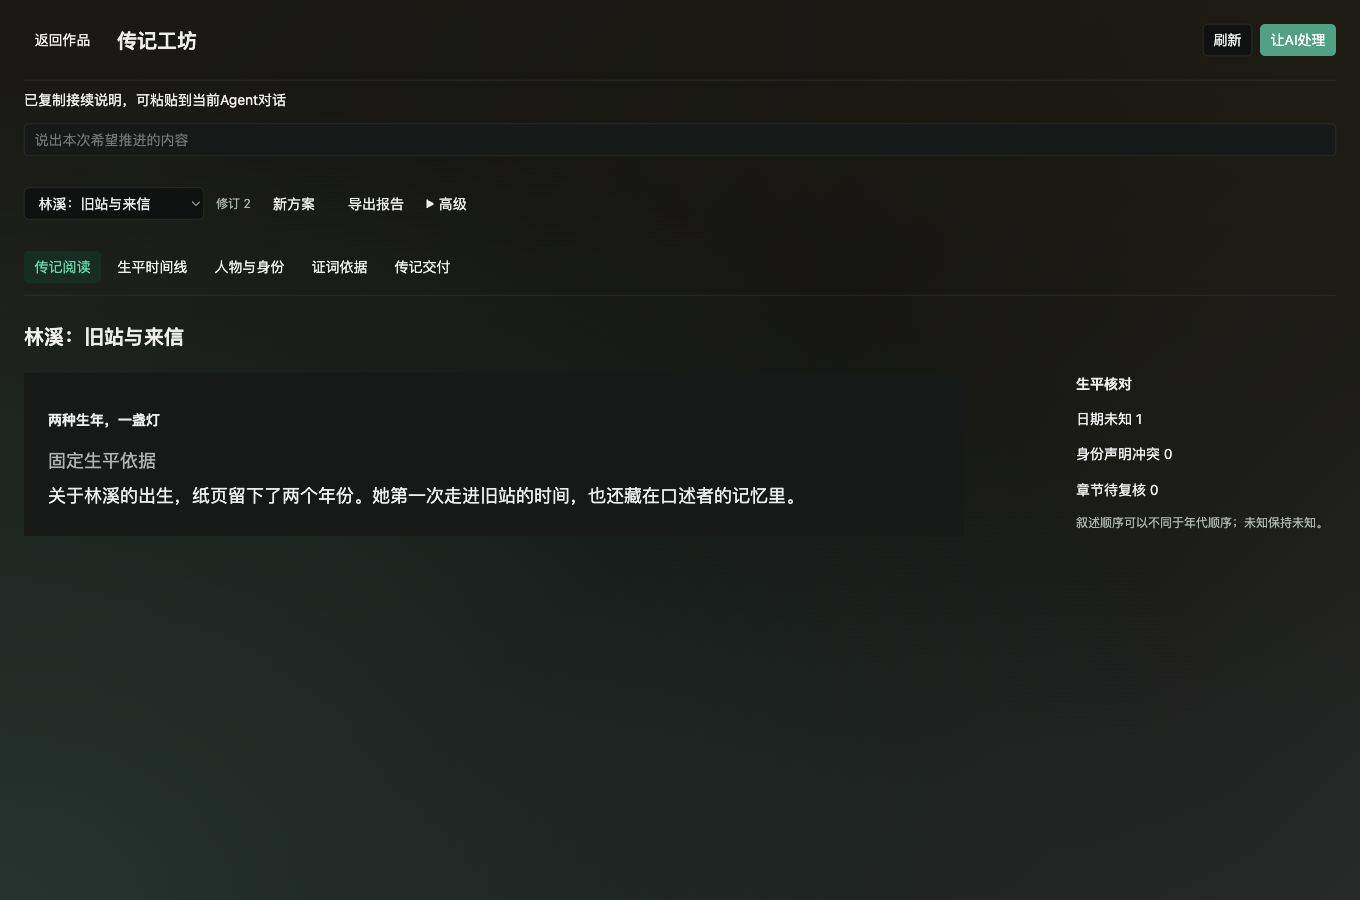 返回作品 传记工坊 刷新 让AI处理
已复制接续说明，可粘贴到当前Agent对话
说出本次希望推进的内容
林溪：旧站与来信 修订 2 新方案 导出报告 ▶ 高级
传记阅读 生平时间线 人物与身份 证词依据 传记交付
林溪：旧站与来信
两种生年，一盏灯
固定生平依据
关于林溪的出生，纸页留下了两个年份。她第一次走进旧站的时间，也还藏在口述者的记忆里。
生平核对
日期未知 1
身份声明冲突 0
章节待复核 0
叙述顺序可以不同于年代顺序；未知保持未知。